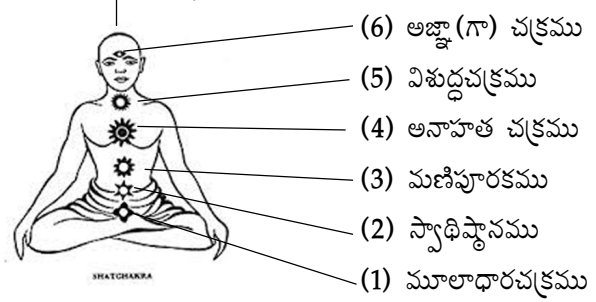 (6) అజ్ఞా (గా) చక్రము
(5) విశుద్ధచక్రము
(4) అనాహత చక్రము
(3) మణిపూరకము
(2) స్వాథిష్ఠానము
(1) మూలాధారచక్రము
SHATCHAKRA